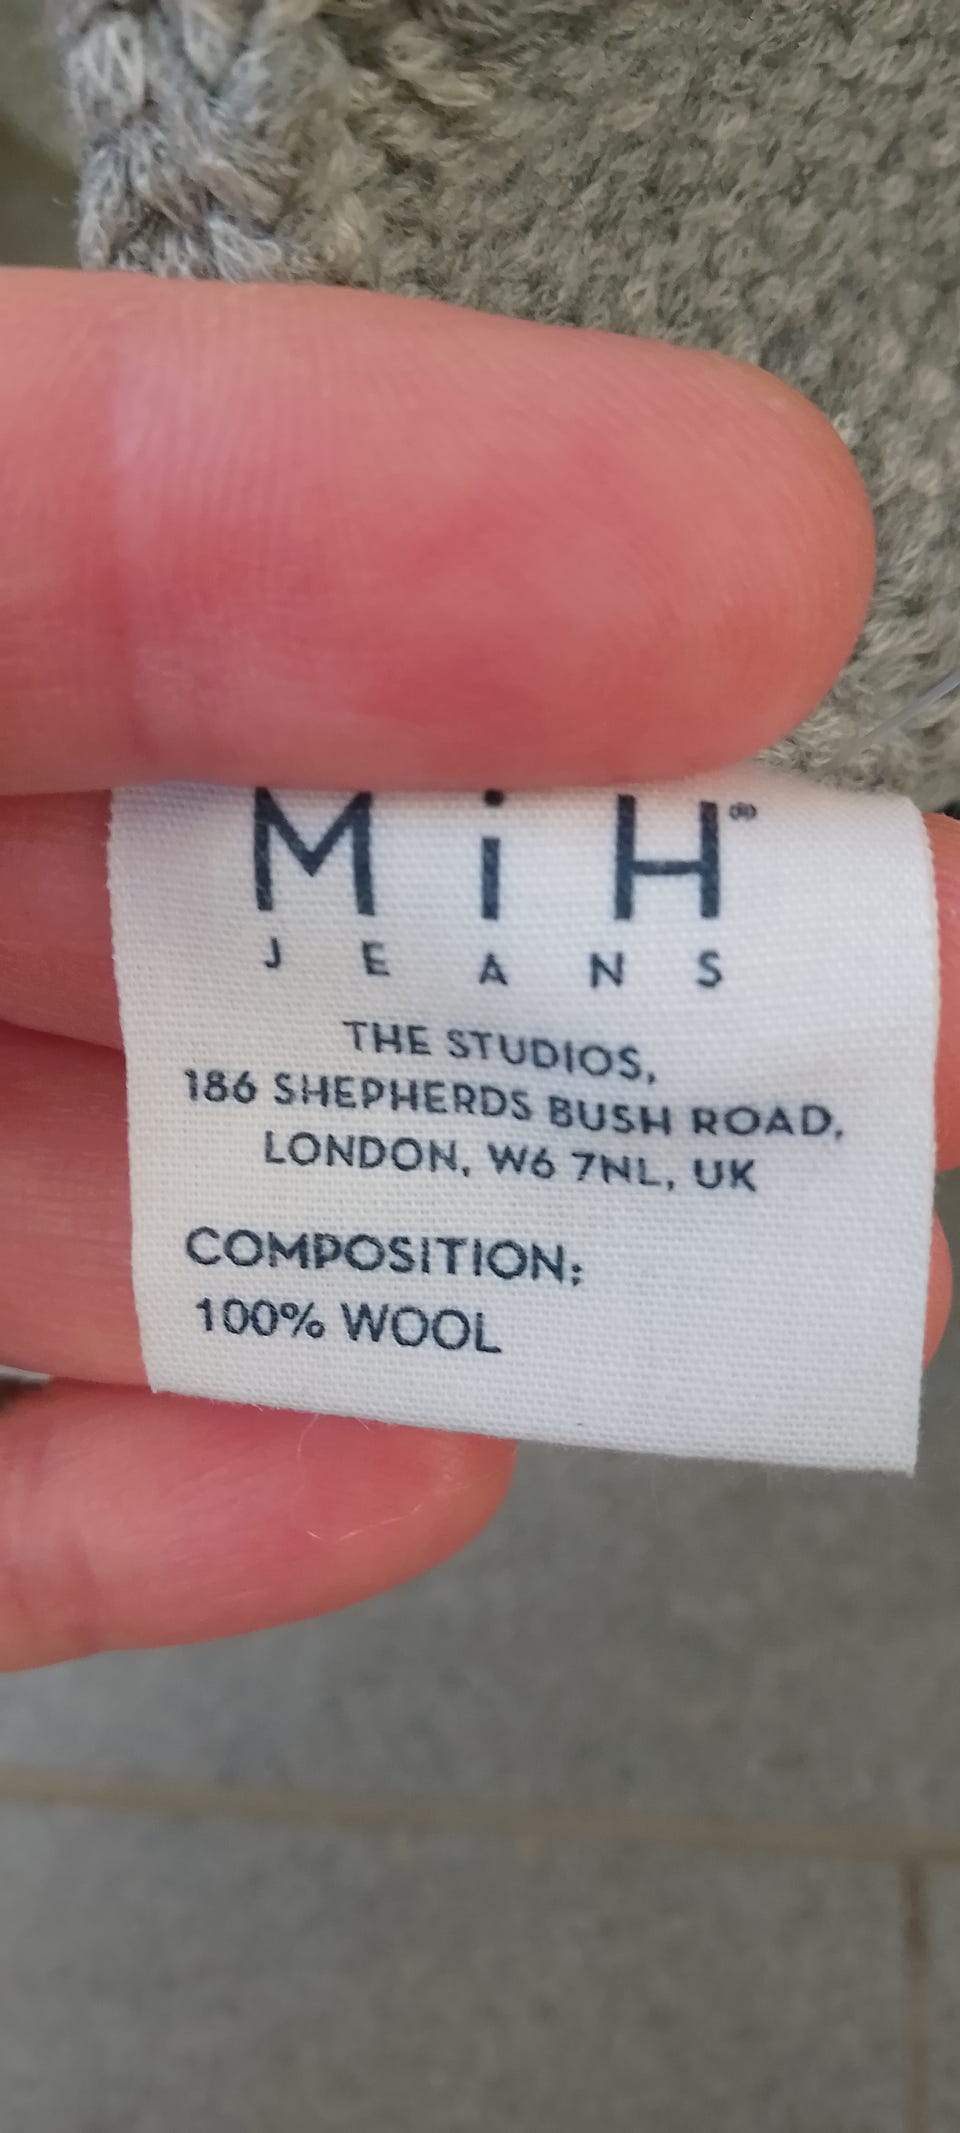 MiH®
JEANS
THE STUDIOS,
186 SHEPHERDS BUSH ROAD,
LONDON, W6 7NL, UK
COMPOSITION:
100% WOOL